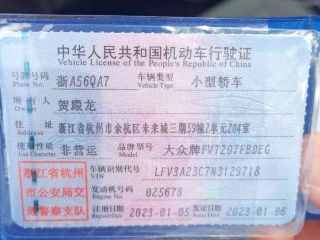 中华人民共和国机动车行驶证
Vehicle License of the People's Republic of China
号牌号码 浙A56QA7 车辆类型 小型轿车
Plate No. Vehicle Type
所有人 贺殿龙
Owner
住址 浙江省杭州市余杭区未来城三期59幢2单元204室
Address
使用性质 非营运 品牌型号 大众牌FV7207FBDEG
Use Character Model
浙江省杭州市公安局交通警察支队
车辆识别代号 LFV3A23C7N3129718
VIN
发动机号码 025678
Engine No.
注册日期 2023-01-05 发证日期 2023-01-06
Register Date Issue Date